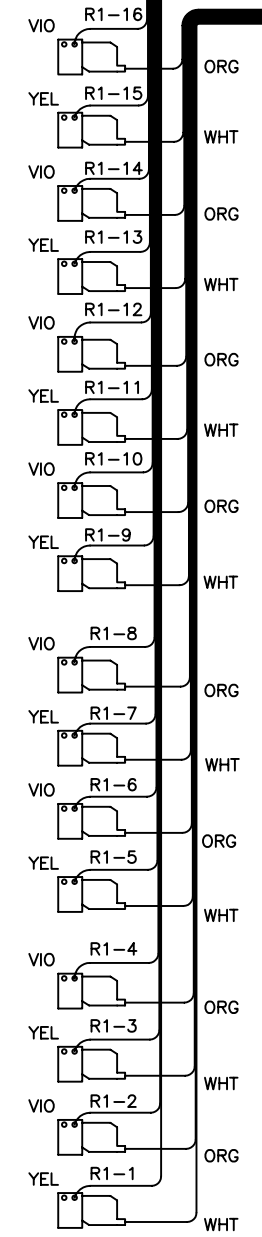 VIO R1-16
ORG
YEL R1-15
WHT
VIO R1-14
ORG
YEL R1-13
WHT
VIO R1-12
ORG
YEL R1-11
WHT
VIO R1-10
ORG
YEL R1-9
WHT
VIO R1-8
ORG
YEL R1-7
WHT
VIO R1-6
ORG
YEL R1-5
WHT
VIO R1-4
ORG
YEL R1-3
WHT
VIO R1-2
ORG
YEL R1-1
WHT